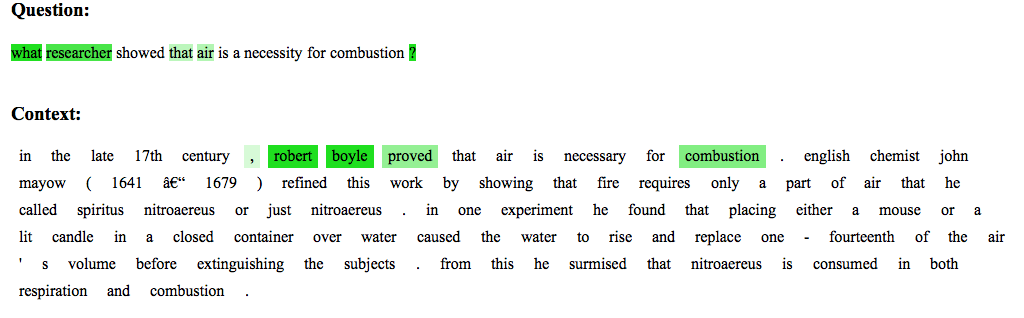 Question:
what researcher showed that air is a necessity for combustion ?
Context:
in the late 17th century , robert boyle proved that air is necessary for combustion . english chemist john
mayow ( 1641 â€“ 1679 ) refined this work by showing that fire requires only a part of air that he
called spiritus nitroaereus or just nitroaereus . in one experiment he found that placing either a mouse or a
lit candle in a closed container over water caused the water to rise and replace one - fourteenth of the air
' s volume before extinguishing the subjects . from this he surmised that nitroaereus is consumed in both
respiration and combustion .